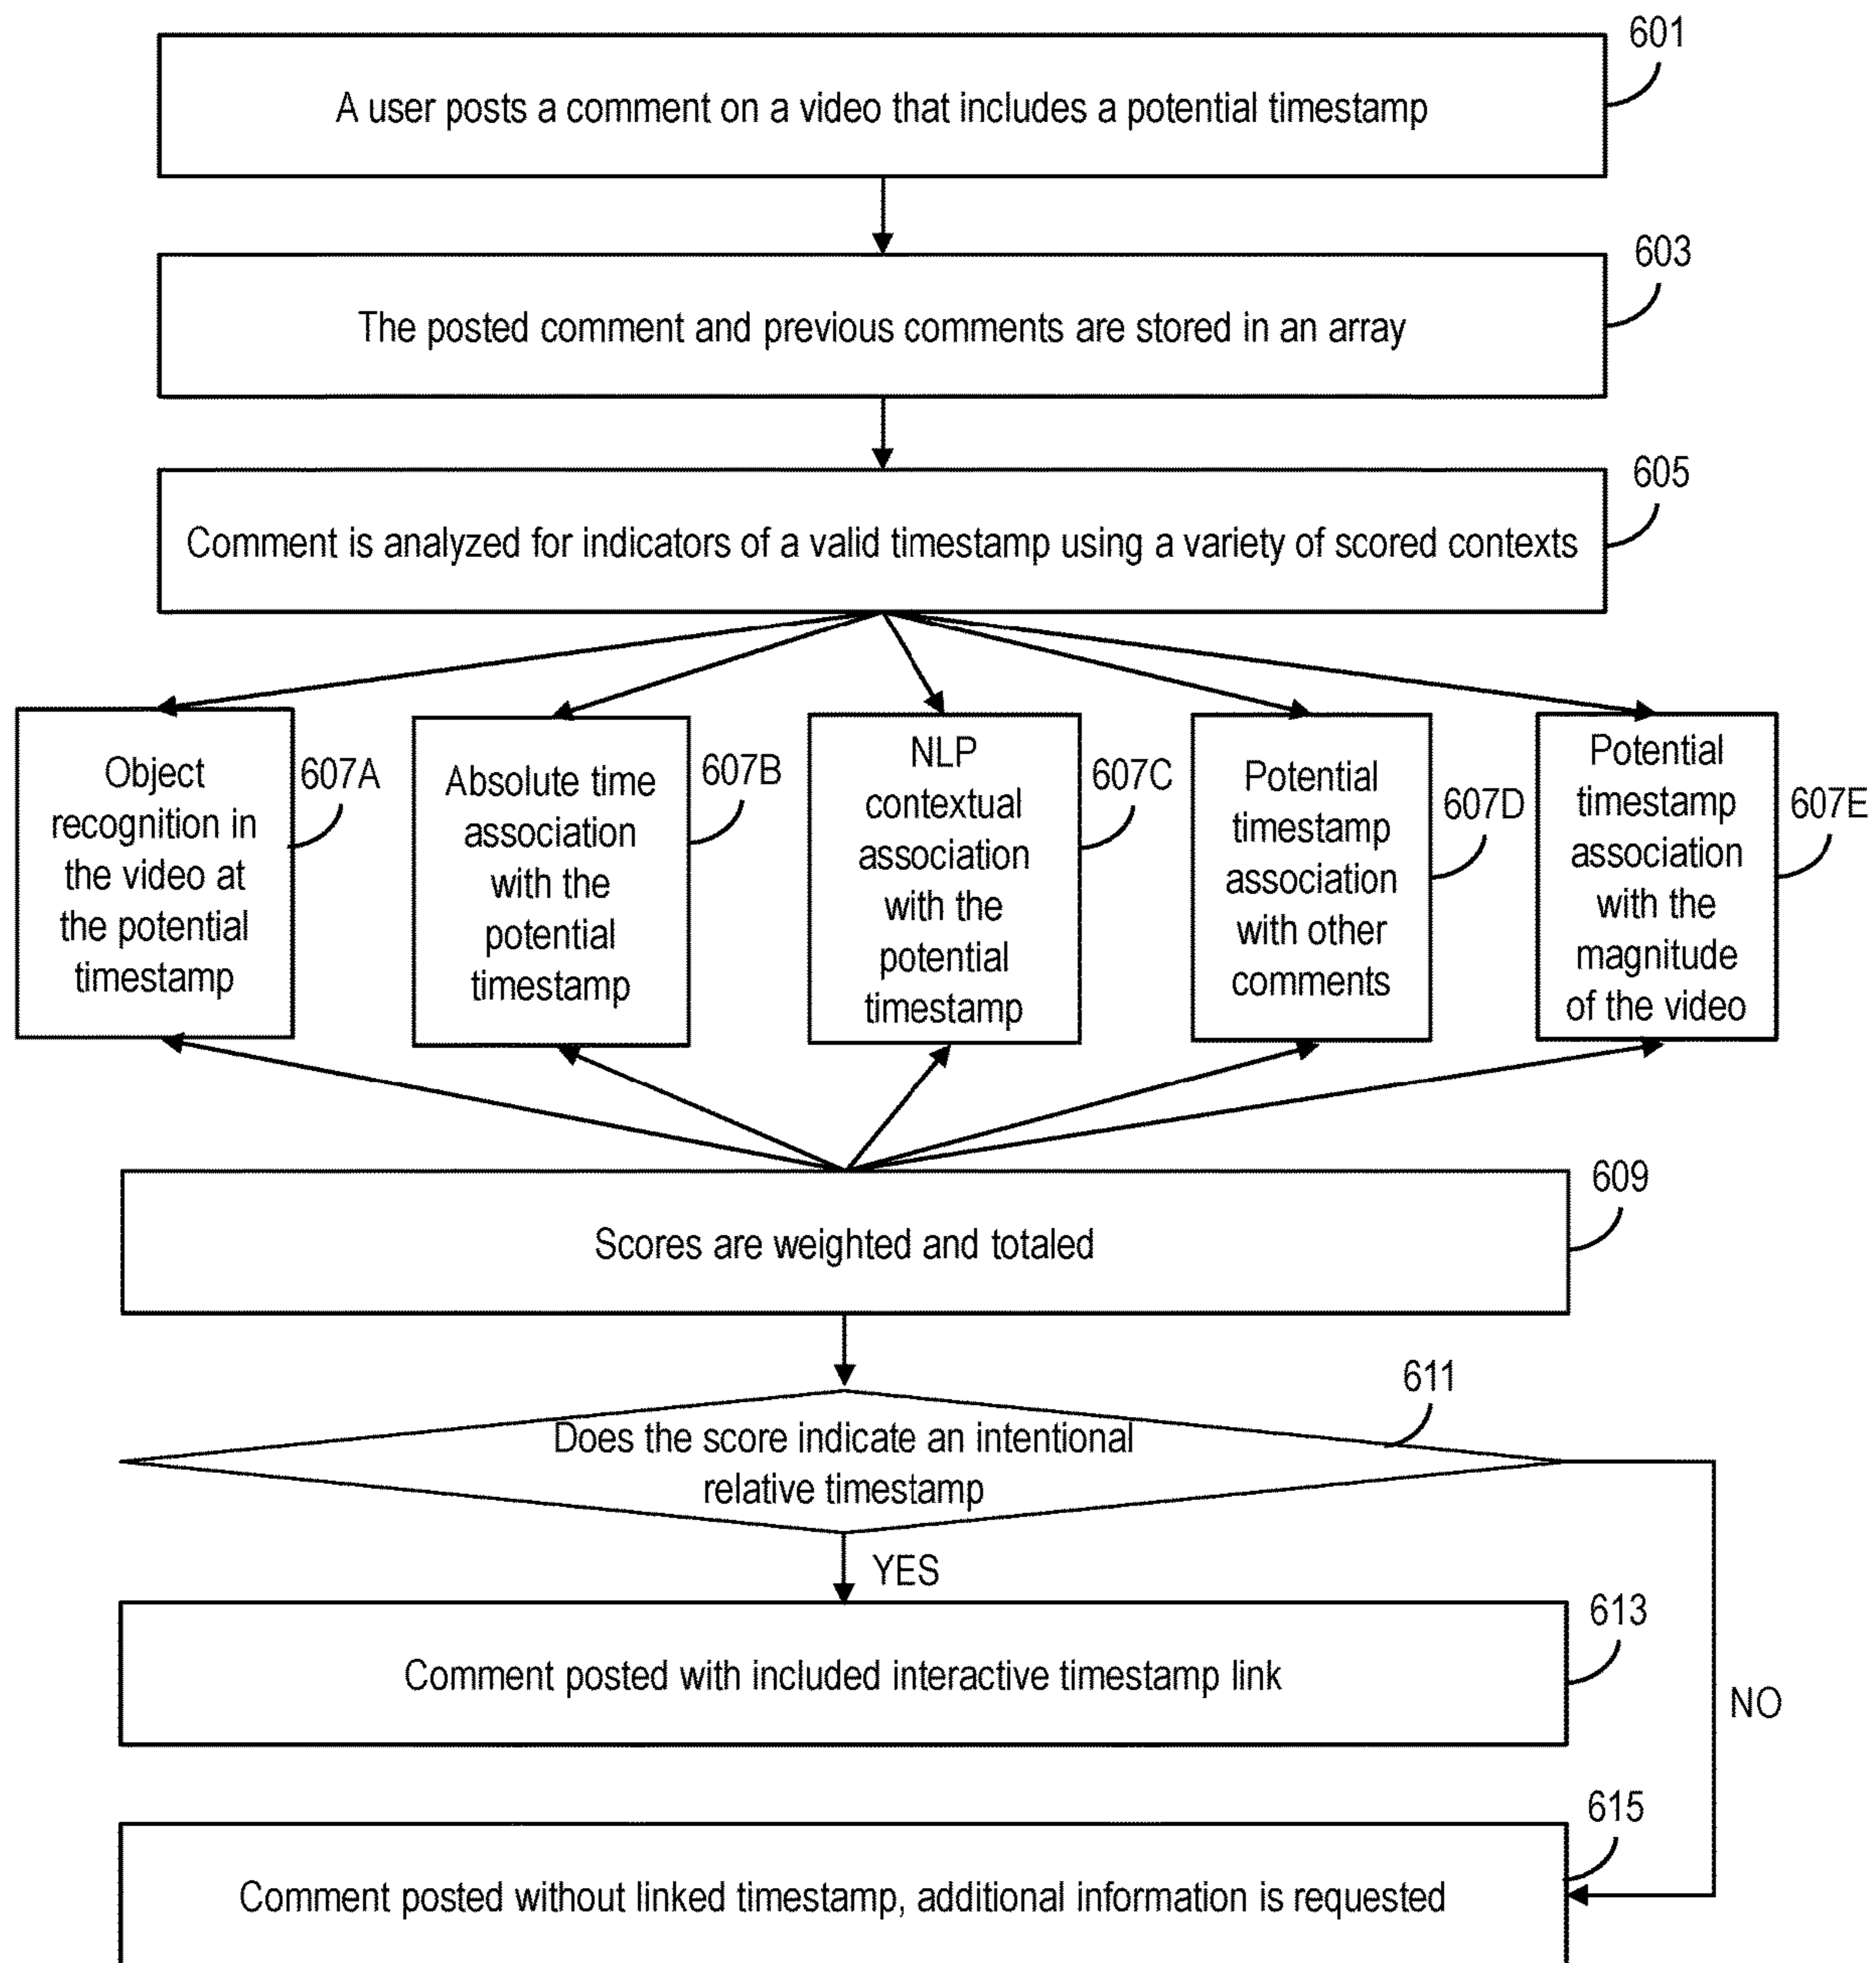 601
A user posts a comment on a video that includes a potential timestamp
603
The posted comment and previous comments are stored in an array
605
Comment is analyzed for indicators of a valid timestamp using a variety of scored contexts
Object
recognition in
the video at
the potential
timestamp
607A
Absolute time
association
with the
potential
timestamp
607B
NLP
contextual
association
with the
potential
timestamp
607C
Potential
timestamp
association
with other
comments
607D
Potential
timestamp
association
with the
magnitude
of the video
607E
609
Scores are weighted and totaled
611
Does the score indicate an intentional
relative timestamp
YES
613
Comment posted with included interactive timestamp link
NO
615
Comment posted without linked timestamp, additional information is requested